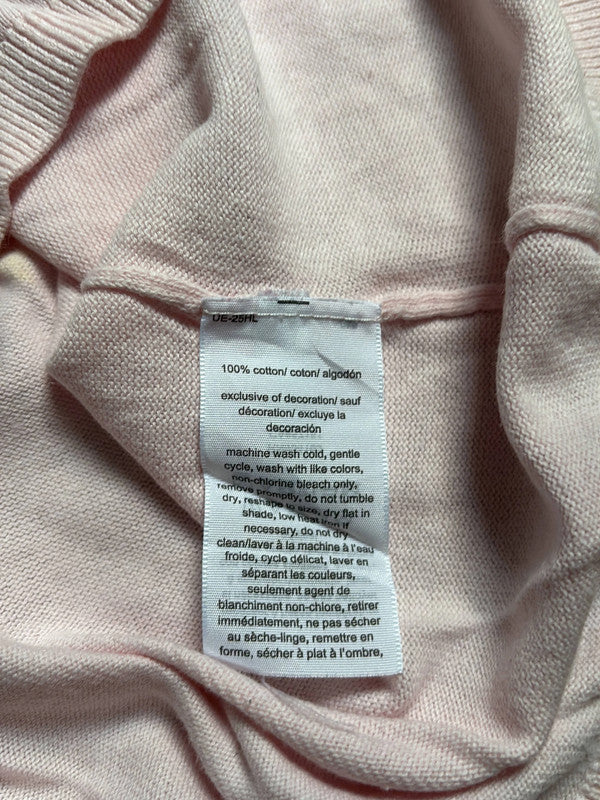 DE-25HL
100% cotton/ coton/ algodón
exclusive of decoration/ sauf
décoration/ excluye la
decoración
machine wash cold, gentle
cycle, wash with like colors,
non-chlorine bleach only,
remove promptly, do not tumble
dry, reshape to size, dry flat in
shade, low heat iron if
necessary, do not dry
clean/laver à la machine à l'eau
froide, cycle délicat, laver en
séparant les couleurs,
seulement agent de
blanchiment non-chlore, retirer
immédiatement, ne pas sécher
au sèche-linge, remettre en
forme, sécher à plat à l'ombre,